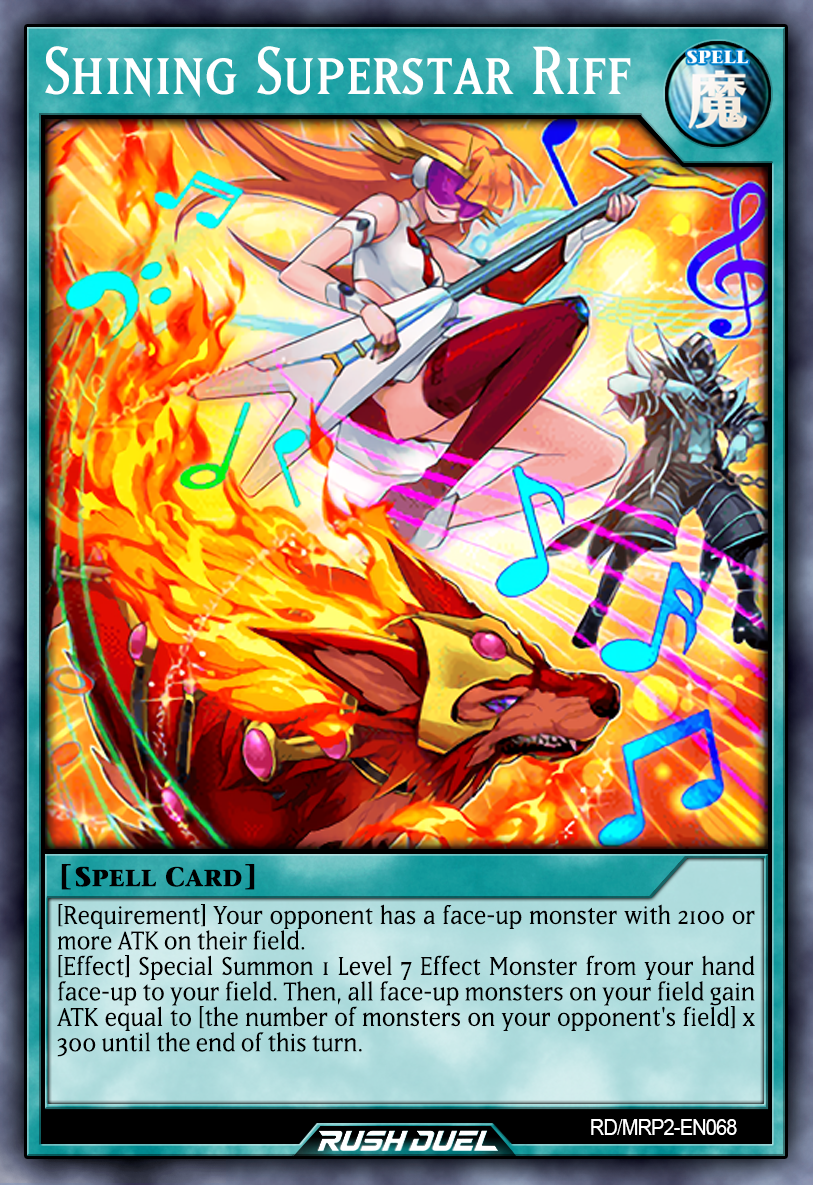 Shining Superstar Riff
SPELL
魔
[Spell Card]
[Requirement] Your opponent has a face-up monster with 2100 or
more ATK on their field.
[Effect] Special Summon 1 Level 7 Effect Monster from your hand
face-up to your field. Then, all face-up monsters on your field gain
ATK equal to [the number of monsters on your opponent's field] x
300 until the end of this turn.
RD/MRP2-EN068
RUSH DUEL